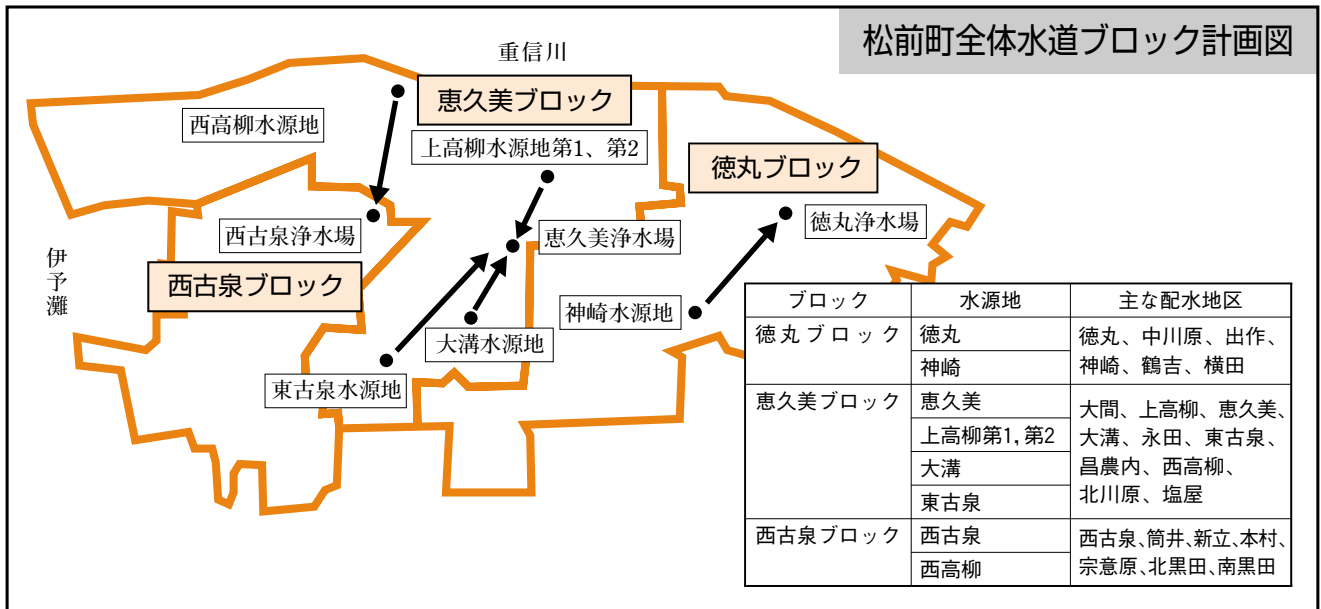 松前町全体水道ブロック計画図
重信川
恵久美ブロック
西高柳水源地
上高柳水源地第1、第2
徳丸ブロック
西古泉浄水場
恵久美浄水場
徳丸浄水場
伊予灘
西古泉ブロック
神崎水源地
大溝水源地
東古泉水源地
ブロック 水源地 主な配水地区
徳丸ブロック 徳丸 徳丸、中川原、出作、
神崎 神崎、鶴吉、横田
恵久美ブロック 恵久美 大間、上高柳、恵久美、
上高柳第1,第2 大溝、永田、東古泉、
大溝 昌農内、西高柳、
東古泉 北川原、塩屋
西古泉ブロック 西古泉 西古泉、筒井、新立、本村、
西高柳 宗意原、北黒田、南黒田